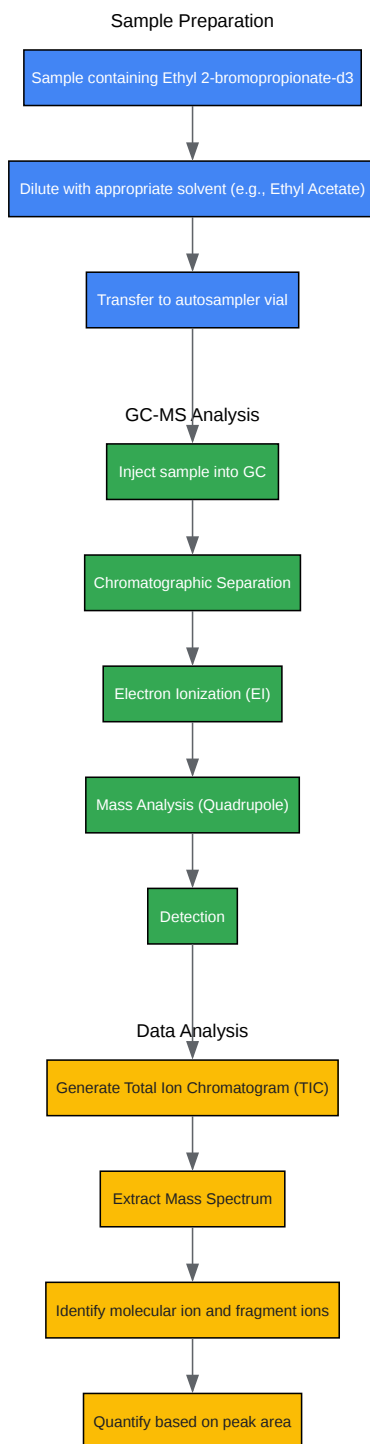 Sample Preparation
Sample containing Ethyl 2-bromopropionate-d3
Dilute with appropriate solvent (e.g., Ethyl Acetate)
Transfer to autosampler vial
GC-MS Analysis
Inject sample into GC
Chromatographic Separation
Electron Ionization (EI)
Mass Analysis (Quadrupole)
Detection
Data Analysis
Generate Total Ion Chromatogram (TIC)
Extract Mass Spectrum
Identify molecular ion and fragment ions
Quantify based on peak area